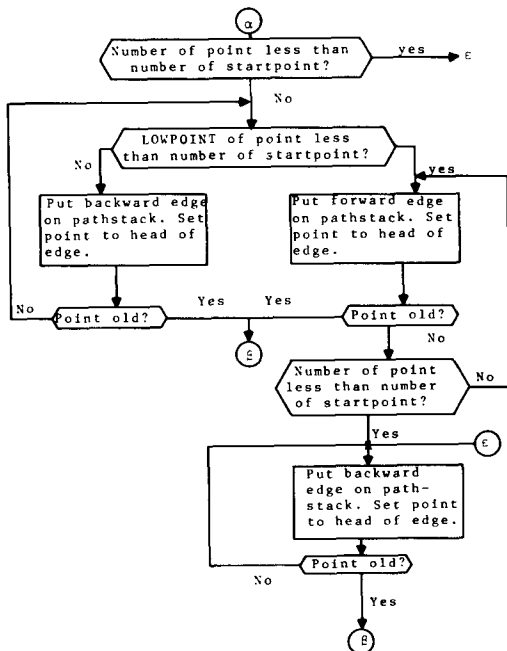 α
Number of point less than
number of startpoint?
yes
ε
No
LOWPOINT of point less
than number of startpoint?
No
yes
Put backward edge
on pathstack. Set
point to head of
edge.
Put forward edge
on pathstack. Set
point to head of
edge.
No
Point old?
Yes
Yes
Point old?
β
No
Number of point
less than number
of startpoint?
No
Yes
ε
Put backward
edge on path-
stack. Set point
to head of edge.
Point old?
No
Yes
β